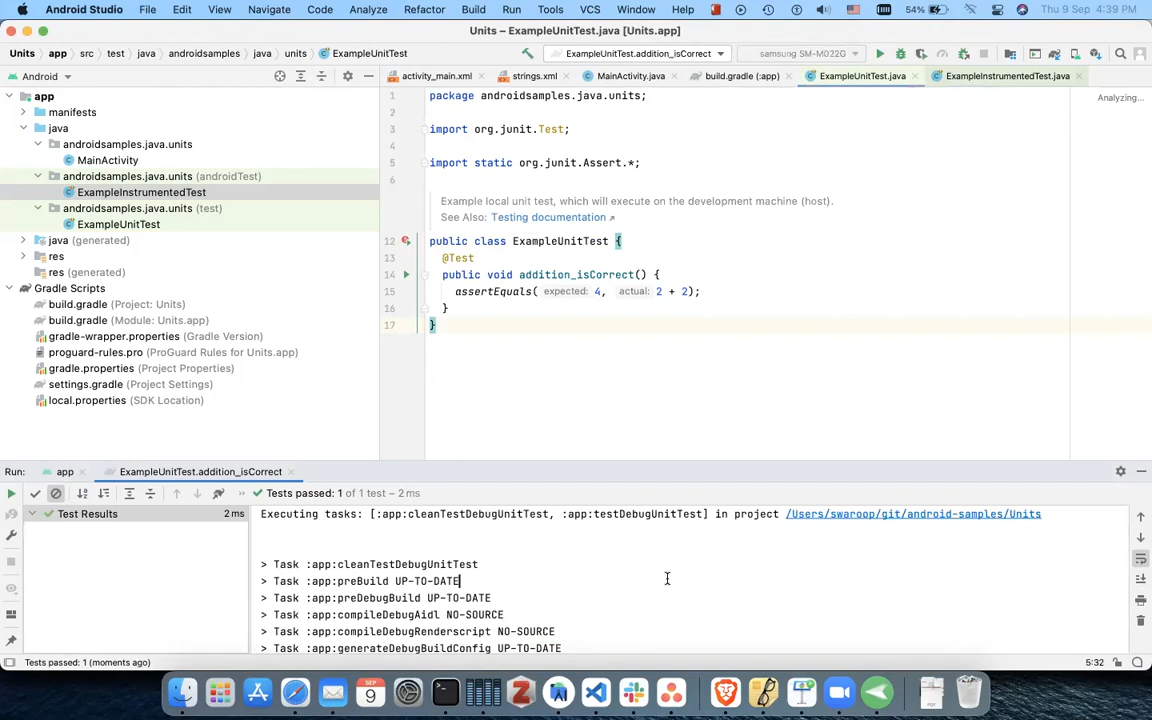 Android Studio File Edit View Navigate Code Analyze Refactor Build Run Tools VCS Window Help 54% Thu 9 Sep 4:39 PM
Units – ExampleUnitTest.java [Units.app]
Units app src test java androidsamples java units ExampleUnitTest ExampleUnitTest.addition_isCorrect samsung SM-M022G
Android activity_main.xml strings.xml MainActivity.java build.gradle (:app) ExampleUnitTest.java ExampleInstrumentedTest.java
app
manifests
java
androidsamples.java.units
MainActivity
androidsamples.java.units (androidTest)
ExampleInstrumentedTest
androidsamples.java.units (test)
ExampleUnitTest
java (generated)
res
res (generated)
Gradle Scripts
build.gradle (Project: Units)
build.gradle (Module: Units.app)
gradle-wrapper.properties (Gradle Version)
proguard-rules.pro (ProGuard Rules for Units.app)
gradle.properties (Project Properties)
settings.gradle (Project Settings)
local.properties (SDK Location)
1 package androidsamples.java.units;
Analyzing...
2
3 import org.junit.Test;
4
5 import static org.junit.Assert.*;
6
Example local unit test, which will execute on the development machine (host).
See Also: Testing documentation
12 public class ExampleUnitTest {
13 @Test
14 public void addition_isCorrect() {
15 assertEquals( expected: 4, actual: 2 + 2);
16 }
17 }
Run: app ExampleUnitTest.addition_isCorrect
Tests passed: 1 of 1 test – 2 ms
Test Results 2 ms
Executing tasks: [:app:cleanTestDebugUnitTest, :app:testDebugUnitTest] in project /Users/swaroop/git/android-samples/Units
> Task :app:cleanTestDebugUnitTest
> Task :app:preBuild UP-TO-DATE
> Task :app:preDebugBuild UP-TO-DATE
> Task :app:compileDebugAidl NO-SOURCE
> Task :app:compileDebugRenderscript NO-SOURCE
> Task :app:generateDebugBuildConfig UP-TO-DATE
Tests passed: 1 (moments ago) 5:32
SEP
9